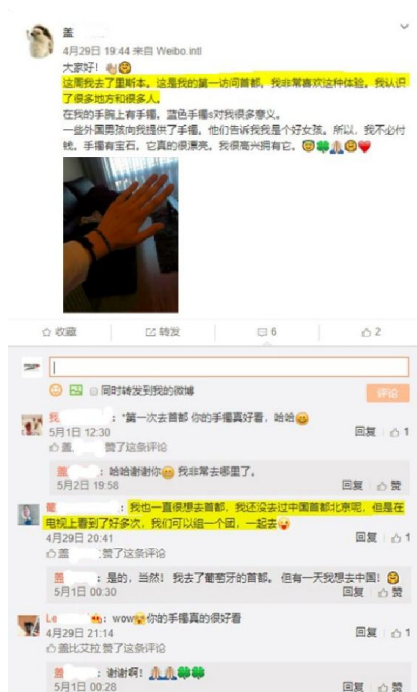 盖
4月29日 19:44 来自 Weibo.intl
大家好！
这周我去了里斯本。这是我的第一访问首都，我非常喜欢这种体验。我认识
了很多地方和很多人。
在我的手腕上有手镯。蓝色手镯s对我很多意义。
一些外国男孩向我提供了手镯。他们告诉我我是个好女孩。所以，我不必付
钱。手镯有宝石。它真的很漂亮。我很高兴拥有它。
收藏
转发
6
2
同时转发到我的微博
评论
：“第一次去首都 你的手镯真好看，哈哈
5月1日 12:30
回复
1
盖 赞了这条评论
盖 ：哈哈谢谢你 我非常去哪里了。
5月2日 19:58
回复
赞
：我也一直很想去首都，我还没去过中国首都北京呢，但是在
电视上看到了好多次，我们可以组一个团，一起去
4月29日 20:41
回复
1
盖 赞了这条评论
盖 ：是的，当然！ 我去了葡萄牙的首都。 但有一天我想去中国！
5月1日 00:30
回复
赞
Le ：wow 你的手镯真的很好看
4月29日 21:14
回复
1
盖比艾拉 赞了这条评论
盖 ：谢谢啊！
5月1日 00:28
回复
赞